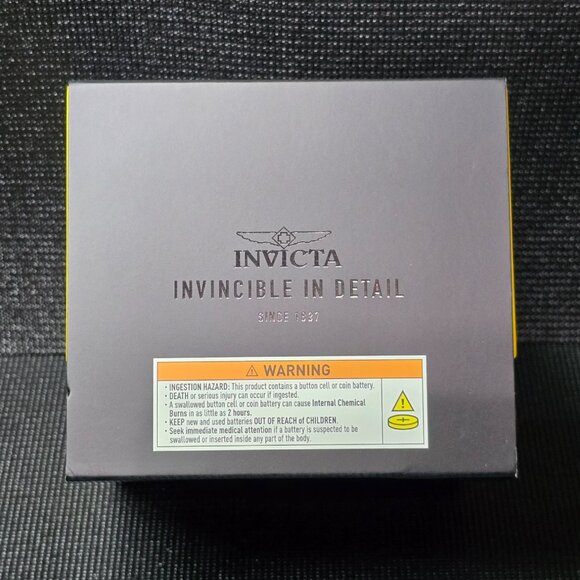 INVICTA
INVINCIBLE IN DETAIL
SINCE 1837
⚠ WARNING
• INGESTION HAZARD: This product contains a button cell or coin battery.
• DEATH or serious injury can occur if ingested.
• A swallowed button cell or coin battery can cause Internal Chemical
Burns in as little as 2 hours.
• KEEP new and used batteries OUT OF REACH of CHILDREN.
• Seek immediate medical attention if a battery is suspected to be
swallowed or inserted inside any part of the body.